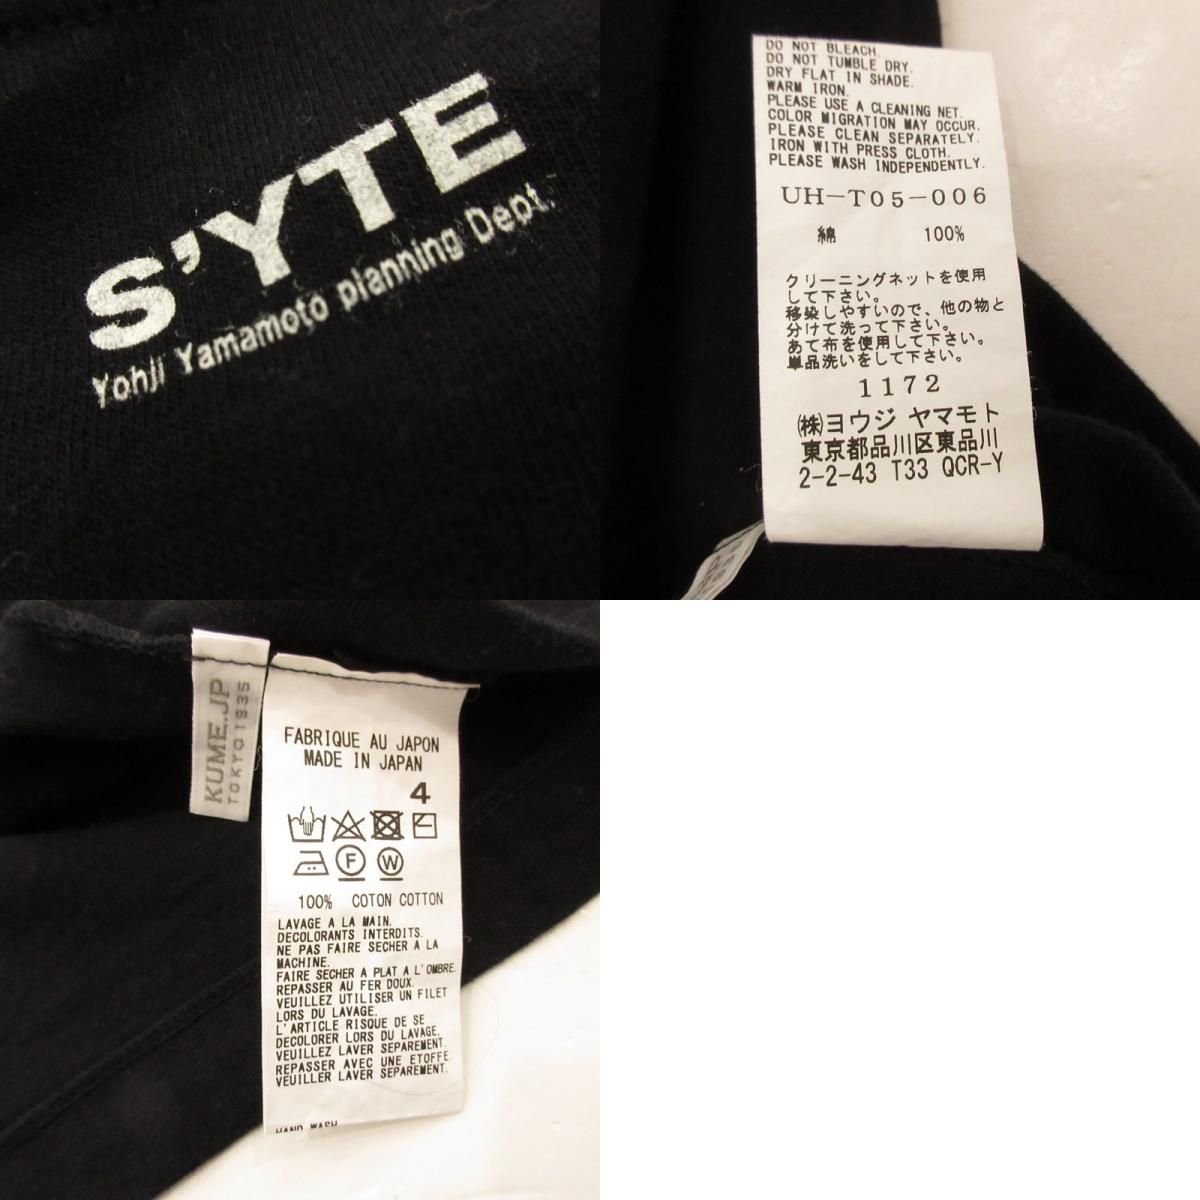 S'YTE
Yohji Yamamoto planning Dept.
DO NOT BLEACH.
DO NOT TUMBLE DRY.
DRY FLAT IN SHADE.
WARM IRON.
PLEASE USE A CLEANING NET.
COLOR MIGRATION MAY OCCUR.
PLEASE CLEAN SEPARATELY.
IRON WITH PRESS CLOTH.
PLEASE WASH INDEPENDENTLY.
UH-T05-006
綿 100%
クリーニングネットを使用
して下さい。
移染しやすいので、他の物と
分けて洗って下さい。
あて布を使用して下さい。
単品洗いをして下さい。
1172
㈱ヨウジ ヤマモト
東京都品川区東品川
2-2-43 T33 QCR-Y
KUME.JP
TOKYO 1935
FABRIQUE AU JAPON
MADE IN JAPAN
4
F W
100% COTON COTTON
LAVAGE A LA MAIN.
DECOLORANTS INTERDITS.
NE PAS FAIRE SECHER A LA
MACHINE.
FAIRE SECHER A PLAT A L'OMBRE.
REPASSER AU FER DOUX.
VEUILLEZ UTILISER UN FILET
LORS DU LAVAGE.
L'ARTICLE RISQUE DE SE
DECOLORER LORS DU LAVAGE.
VEUILLEZ LAVER SEPAREMENT.
REPASSER AVEC UNE ETOFFE.
VEUILLER LAVER SEPAREMENT.
HAND WASH